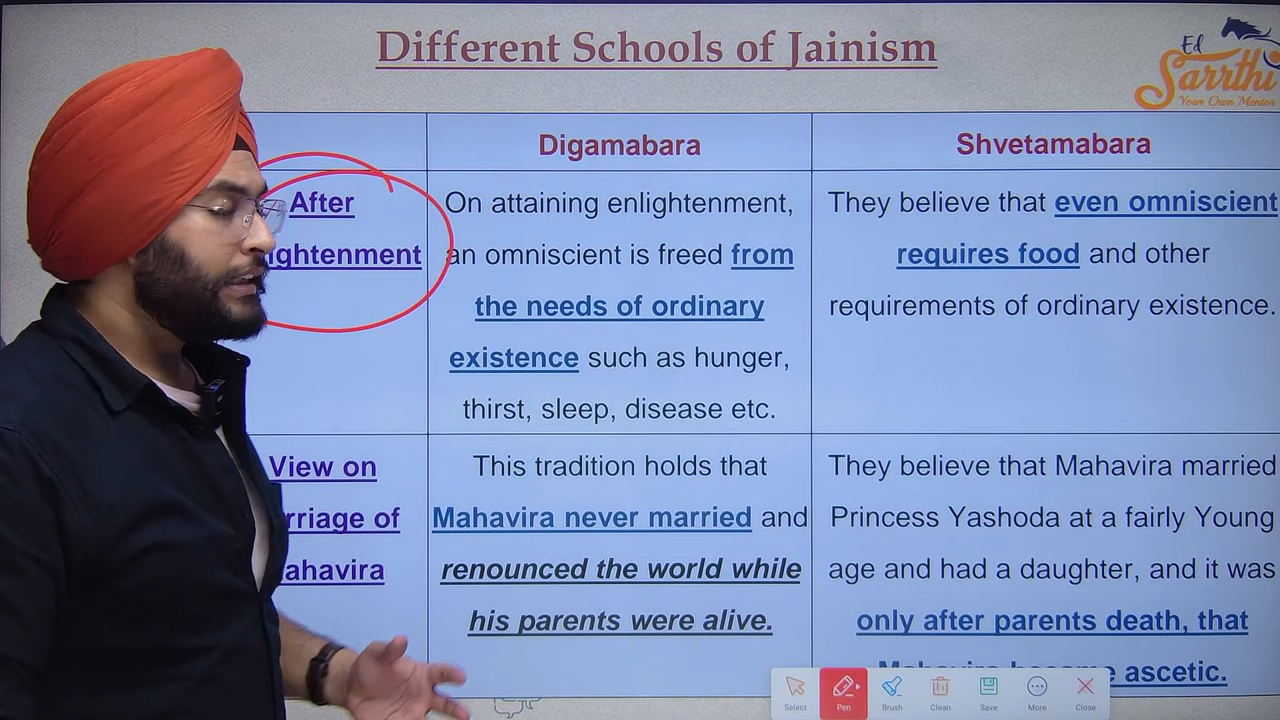 Different Schools of Jainism
Ed
Sarrthi
Your Own Mentor
Digamabara
Shvetamabara
After
ightenment
On attaining enlightenment,
an omniscient is freed from
the needs of ordinary
existence such as hunger,
thirst, sleep, disease etc.
They believe that even omniscient
requires food and other
requirements of ordinary existence.
View on
rriage of
ahavira
This tradition holds that
Mahavira never married and
renounced the world while
his parents were alive.
They believe that Mahavira married
Princess Yashoda at a fairly Young
age and had a daughter, and it was
only after parents death, that
Mahavira became ascetic.
Select
Pen
Brush
Clean
Save
More
Close